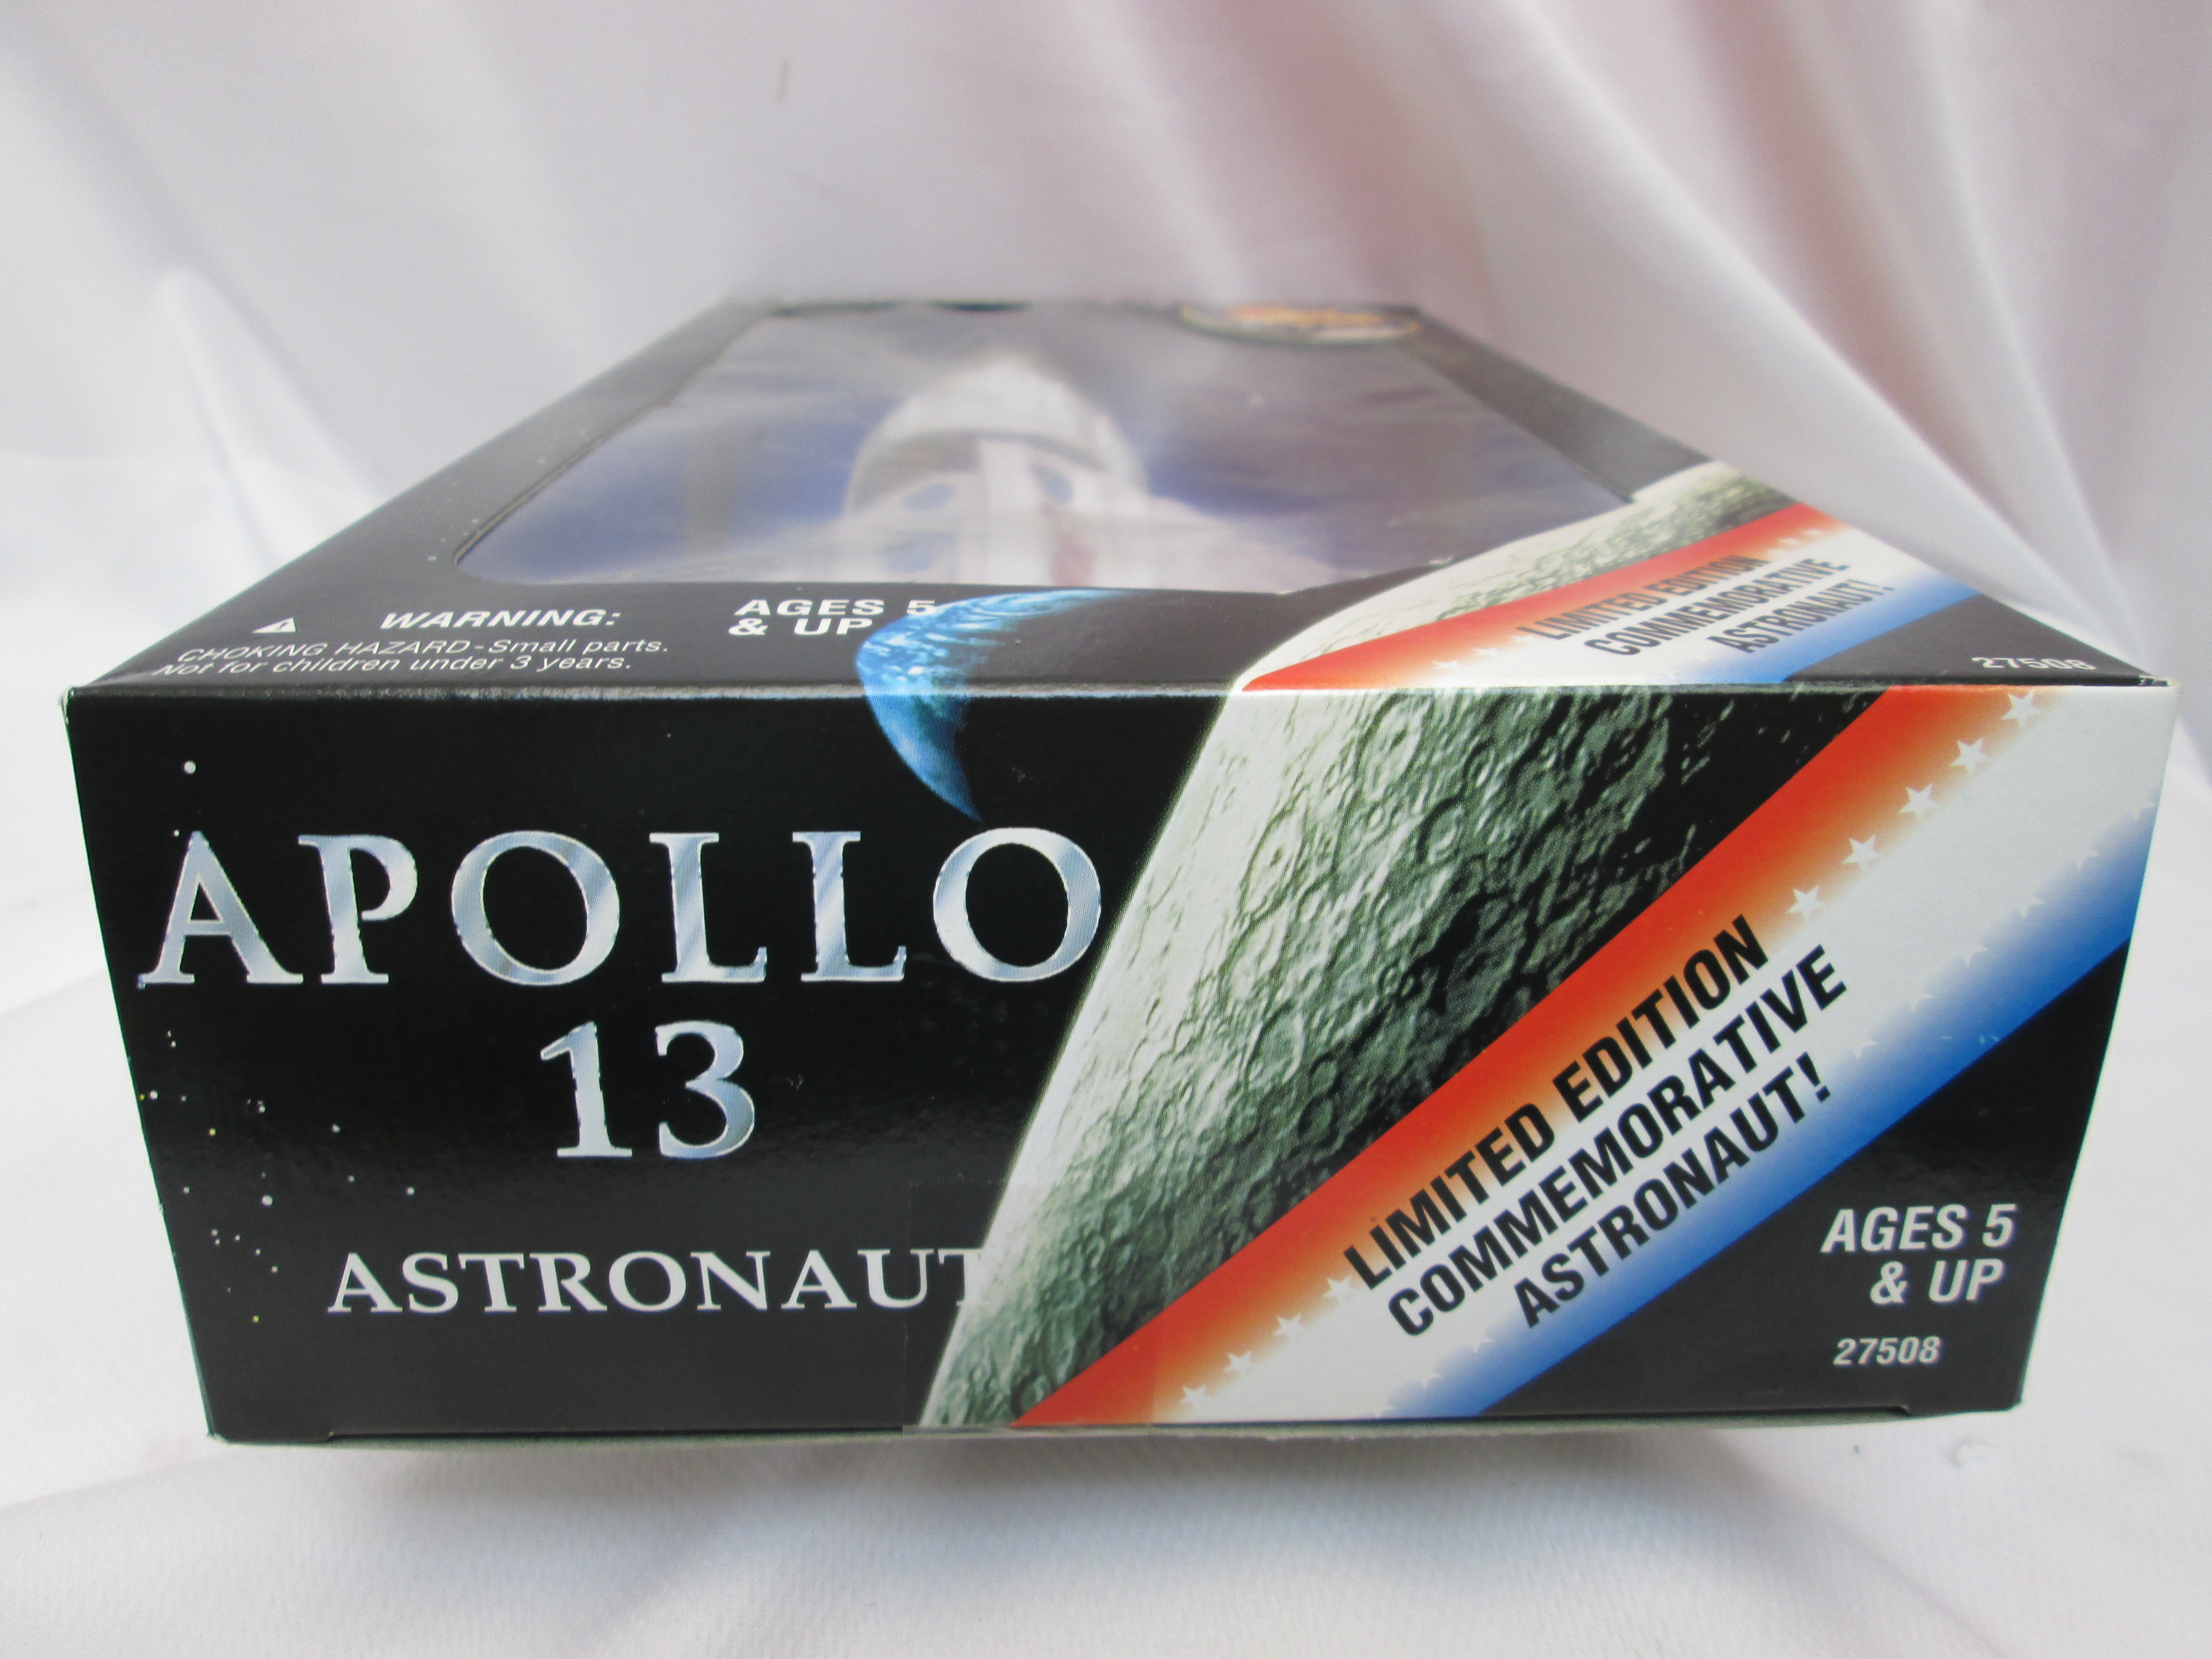 WARNING:
CHOKING HAZARD-Small parts.
Not for children under 3 years.
AGES 5
& UP
LIMITED EDITION
COMMEMORATIVE
ASTRONAUT!
27508
APOLLO
13
ASTRONAUT
LIMITED EDITION
COMMEMORATIVE
ASTRONAUT!
AGES 5
& UP
27508